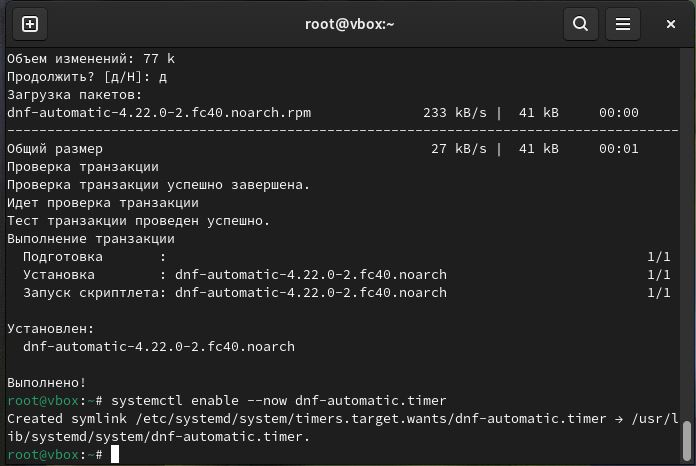 root@vbox:~
Объем изменений: 77 k
Продолжить? [д/Н]: д
Загрузка пакетов:
dnf-automatic-4.22.0-2.fc40.noarch.rpm 233 kB/s | 41 kB 00:00
--------------------------------------------------------------------------------
Общий размер 27 kB/s | 41 kB 00:01
Проверка транзакции
Проверка транзакции успешно завершена.
Идет проверка транзакции
Тест транзакции проведен успешно.
Выполнение транзакции
Подготовка : 1/1
Установка : dnf-automatic-4.22.0-2.fc40.noarch 1/1
Запуск скриптлета: dnf-automatic-4.22.0-2.fc40.noarch 1/1
Установлен:
dnf-automatic-4.22.0-2.fc40.noarch
Выполнено!
root@vbox:~# systemctl enable --now dnf-automatic.timer
Created symlink /etc/systemd/system/timers.target.wants/dnf-automatic.timer → /usr/l
ib/systemd/system/dnf-automatic.timer.
root@vbox:~#